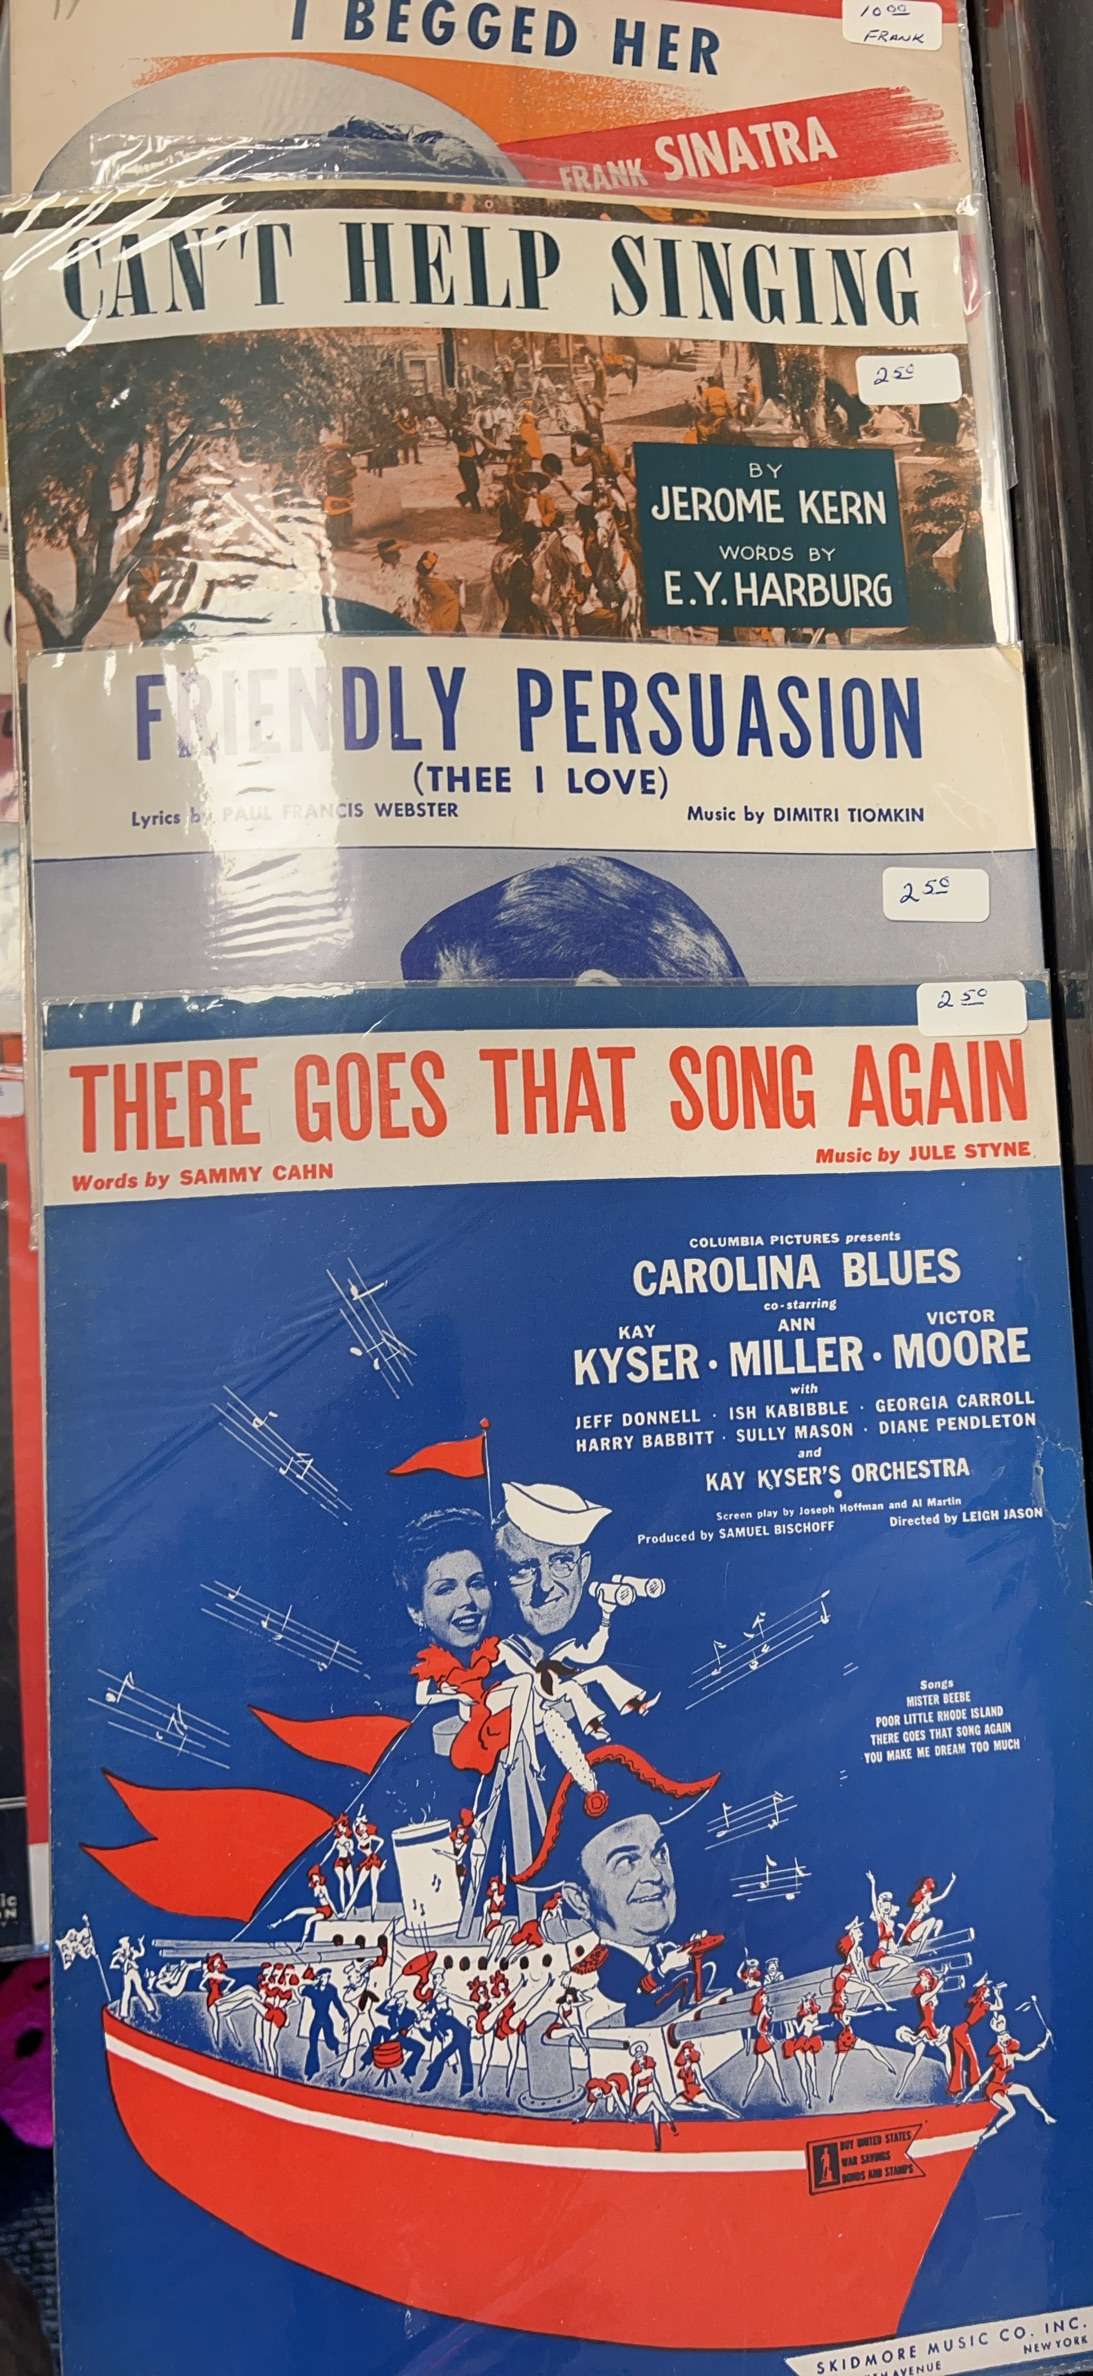 I BEGGED HER
10 00
FRANK
FRANK SINATRA
CAN'T HELP SINGING
2 50
BY
JEROME KERN
WORDS BY
E.Y. HARBURG
FRIENDLY PERSUASION
(THEE I LOVE)
Lyrics by PAUL FRANCIS WEBSTER
Music by DIMITRI TIOMKIN
2 50
2 50
THERE GOES THAT SONG AGAIN
Words by SAMMY CAHN
Music by JULE STYNE
COLUMBIA PICTURES presents
CAROLINA BLUES
co-starring
KAY ANN VICTOR
KYSER · MILLER · MOORE
with
JEFF DONNELL · ISH KABIBBLE · GEORGIA CARROLL
HARRY BABBITT · SULLY MASON · DIANE PENDLETON
and
KAY KYSER'S ORCHESTRA
Screen play by Joseph Hoffman and Al Martin
Produced by SAMUEL BISCHOFF
Directed by LEIGH JASON
Songs
MISTER BEEBE
POOR LITTLE RHODE ISLAND
THERE GOES THAT SONG AGAIN
YOU MAKE ME DREAM TOO MUCH
BUY UNITED STATES
WAR SAVINGS
BONDS AND STAMPS
SKIDMORE MUSIC CO. INC.
AVENUE
NEW YORK